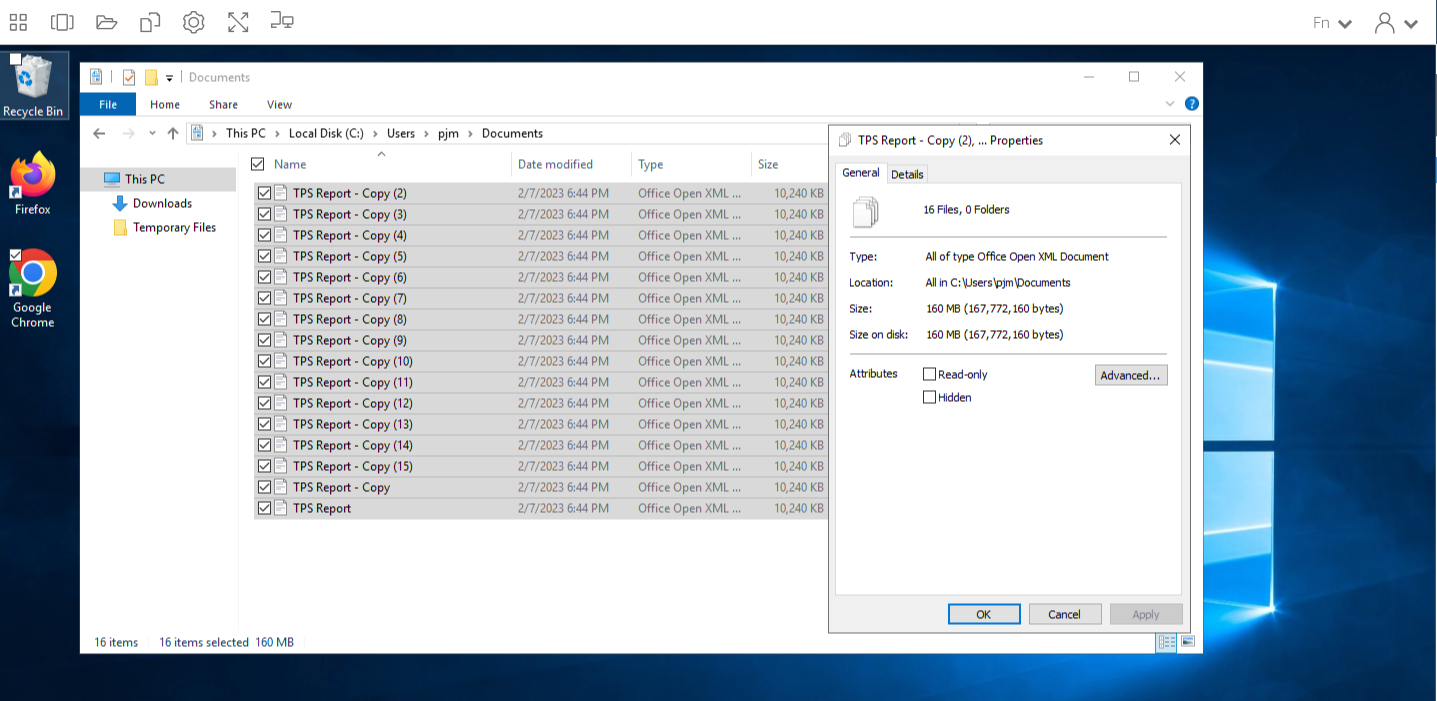 Fn
Recycle Bin
Firefox
Google
Chrome
Documents
File Home Share View
This PC > Local Disk (C:) > Users > pjm > Documents
This PC
Downloads
Temporary Files
Name Date modified Type Size
TPS Report - Copy (2) 2/7/2023 6:44 PM Office Open XML ... 10,240 KB
TPS Report - Copy (3) 2/7/2023 6:44 PM Office Open XML ... 10,240 KB
TPS Report - Copy (4) 2/7/2023 6:44 PM Office Open XML ... 10,240 KB
TPS Report - Copy (5) 2/7/2023 6:44 PM Office Open XML ... 10,240 KB
TPS Report - Copy (6) 2/7/2023 6:44 PM Office Open XML ... 10,240 KB
TPS Report - Copy (7) 2/7/2023 6:44 PM Office Open XML ... 10,240 KB
TPS Report - Copy (8) 2/7/2023 6:44 PM Office Open XML ... 10,240 KB
TPS Report - Copy (9) 2/7/2023 6:44 PM Office Open XML ... 10,240 KB
TPS Report - Copy (10) 2/7/2023 6:44 PM Office Open XML ... 10,240 KB
TPS Report - Copy (11) 2/7/2023 6:44 PM Office Open XML ... 10,240 KB
TPS Report - Copy (12) 2/7/2023 6:44 PM Office Open XML ... 10,240 KB
TPS Report - Copy (13) 2/7/2023 6:44 PM Office Open XML ... 10,240 KB
TPS Report - Copy (14) 2/7/2023 6:44 PM Office Open XML ... 10,240 KB
TPS Report - Copy (15) 2/7/2023 6:44 PM Office Open XML ... 10,240 KB
TPS Report - Copy 2/7/2023 6:44 PM Office Open XML ... 10,240 KB
TPS Report 2/7/2023 6:44 PM Office Open XML ... 10,240 KB
16 items 16 items selected 160 MB
TPS Report - Copy (2), ... Properties
General Details
16 Files, 0 Folders
Type: All of type Office Open XML Document
Location: All in C:\Users\pjm\Documents
Size: 160 MB (167,772,160 bytes)
Size on disk: 160 MB (167,772,160 bytes)
Attributes Read-only Advanced...
Hidden
OK Cancel Apply